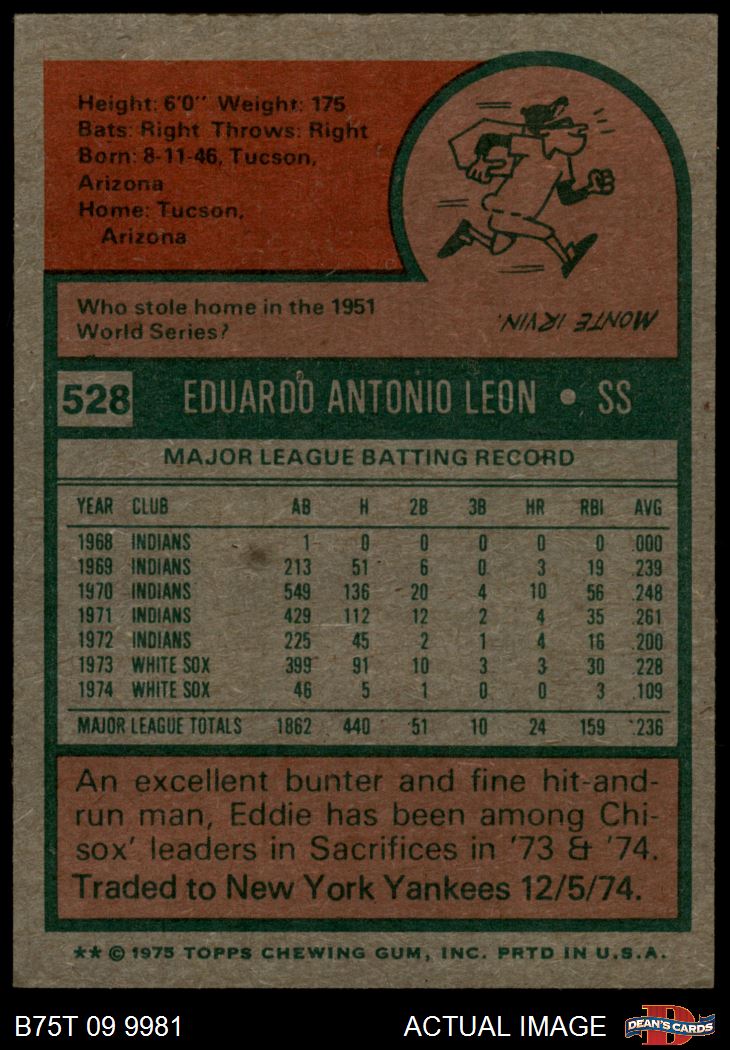 Height: 6'0" Weight: 175
Bats: Right Throws: Right
Born: 8-11-46, Tucson,
Arizona
Home: Tucson,
Arizona
Who stole home in the 1951
World Series?
MONTE IRVIN.
528 EDUARDO ANTONIO LEON • SS
MAJOR LEAGUE BATTING RECORD
YEAR CLUB AB H 2B 3B HR RBI AVG
1968 INDIANS 1 0 0 0 0 0 .000
1969 INDIANS 213 51 6 0 3 19 .239
1970 INDIANS 549 136 20 4 10 56 .248
1971 INDIANS 429 112 12 2 4 35 .261
1972 INDIANS 225 45 2 1 4 16 .200
1973 WHITE SOX 399 91 10 3 3 30 .228
1974 WHITE SOX 46 5 1 0 0 3 .109
MAJOR LEAGUE TOTALS 1862 440 51 10 24 159 .236
An excellent bunter and fine hit-and-
run man, Eddie has been among Chi-
sox' leaders in Sacrifices in '73 & '74.
Traded to New York Yankees 12/5/74.
** © 1975 TOPPS CHEWING GUM, INC. PRTD IN U.S.A.
B75T 09 9981 ACTUAL IMAGE
D
DEAN'S CARDS